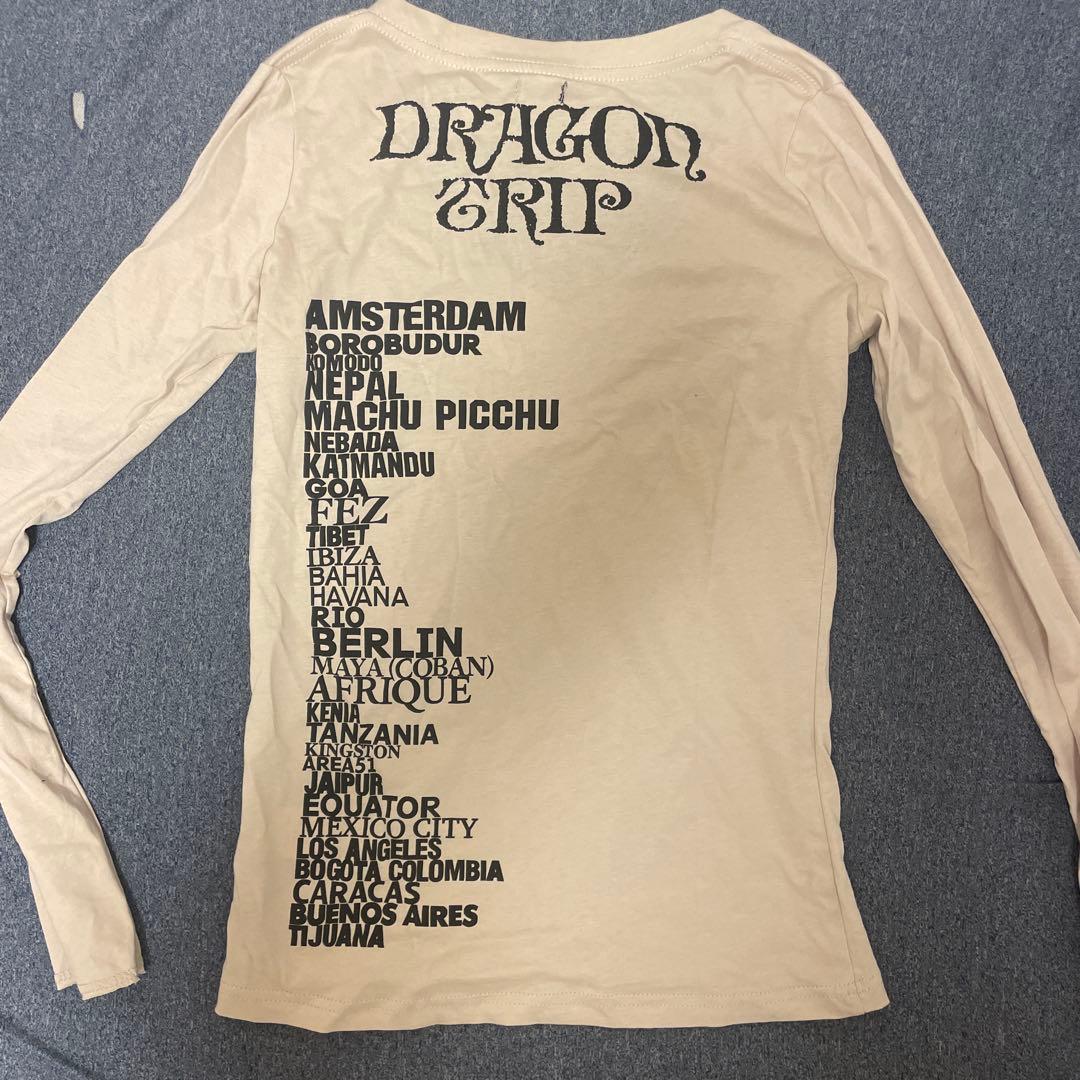 DRAGON
TRIP
AMSTERDAM
BOROBUDUR
KOMODO
NEPAL
MACHU PICCHU
NEBADA
KATMANDU
GOA
FEZ
TIBET
IBIZA
BAHIA
HAVANA
RIO
BERLIN
MAYA (COBAN)
AFRIQUE
KENIA
TANZANIA
KINGSTON
AREA51
JAIPUR
EQUATOR
MEXICO CITY
LOS ANGELES
BOGOTA COLOMBIA
CARACAS
BUENOS AIRES
TIJUANA